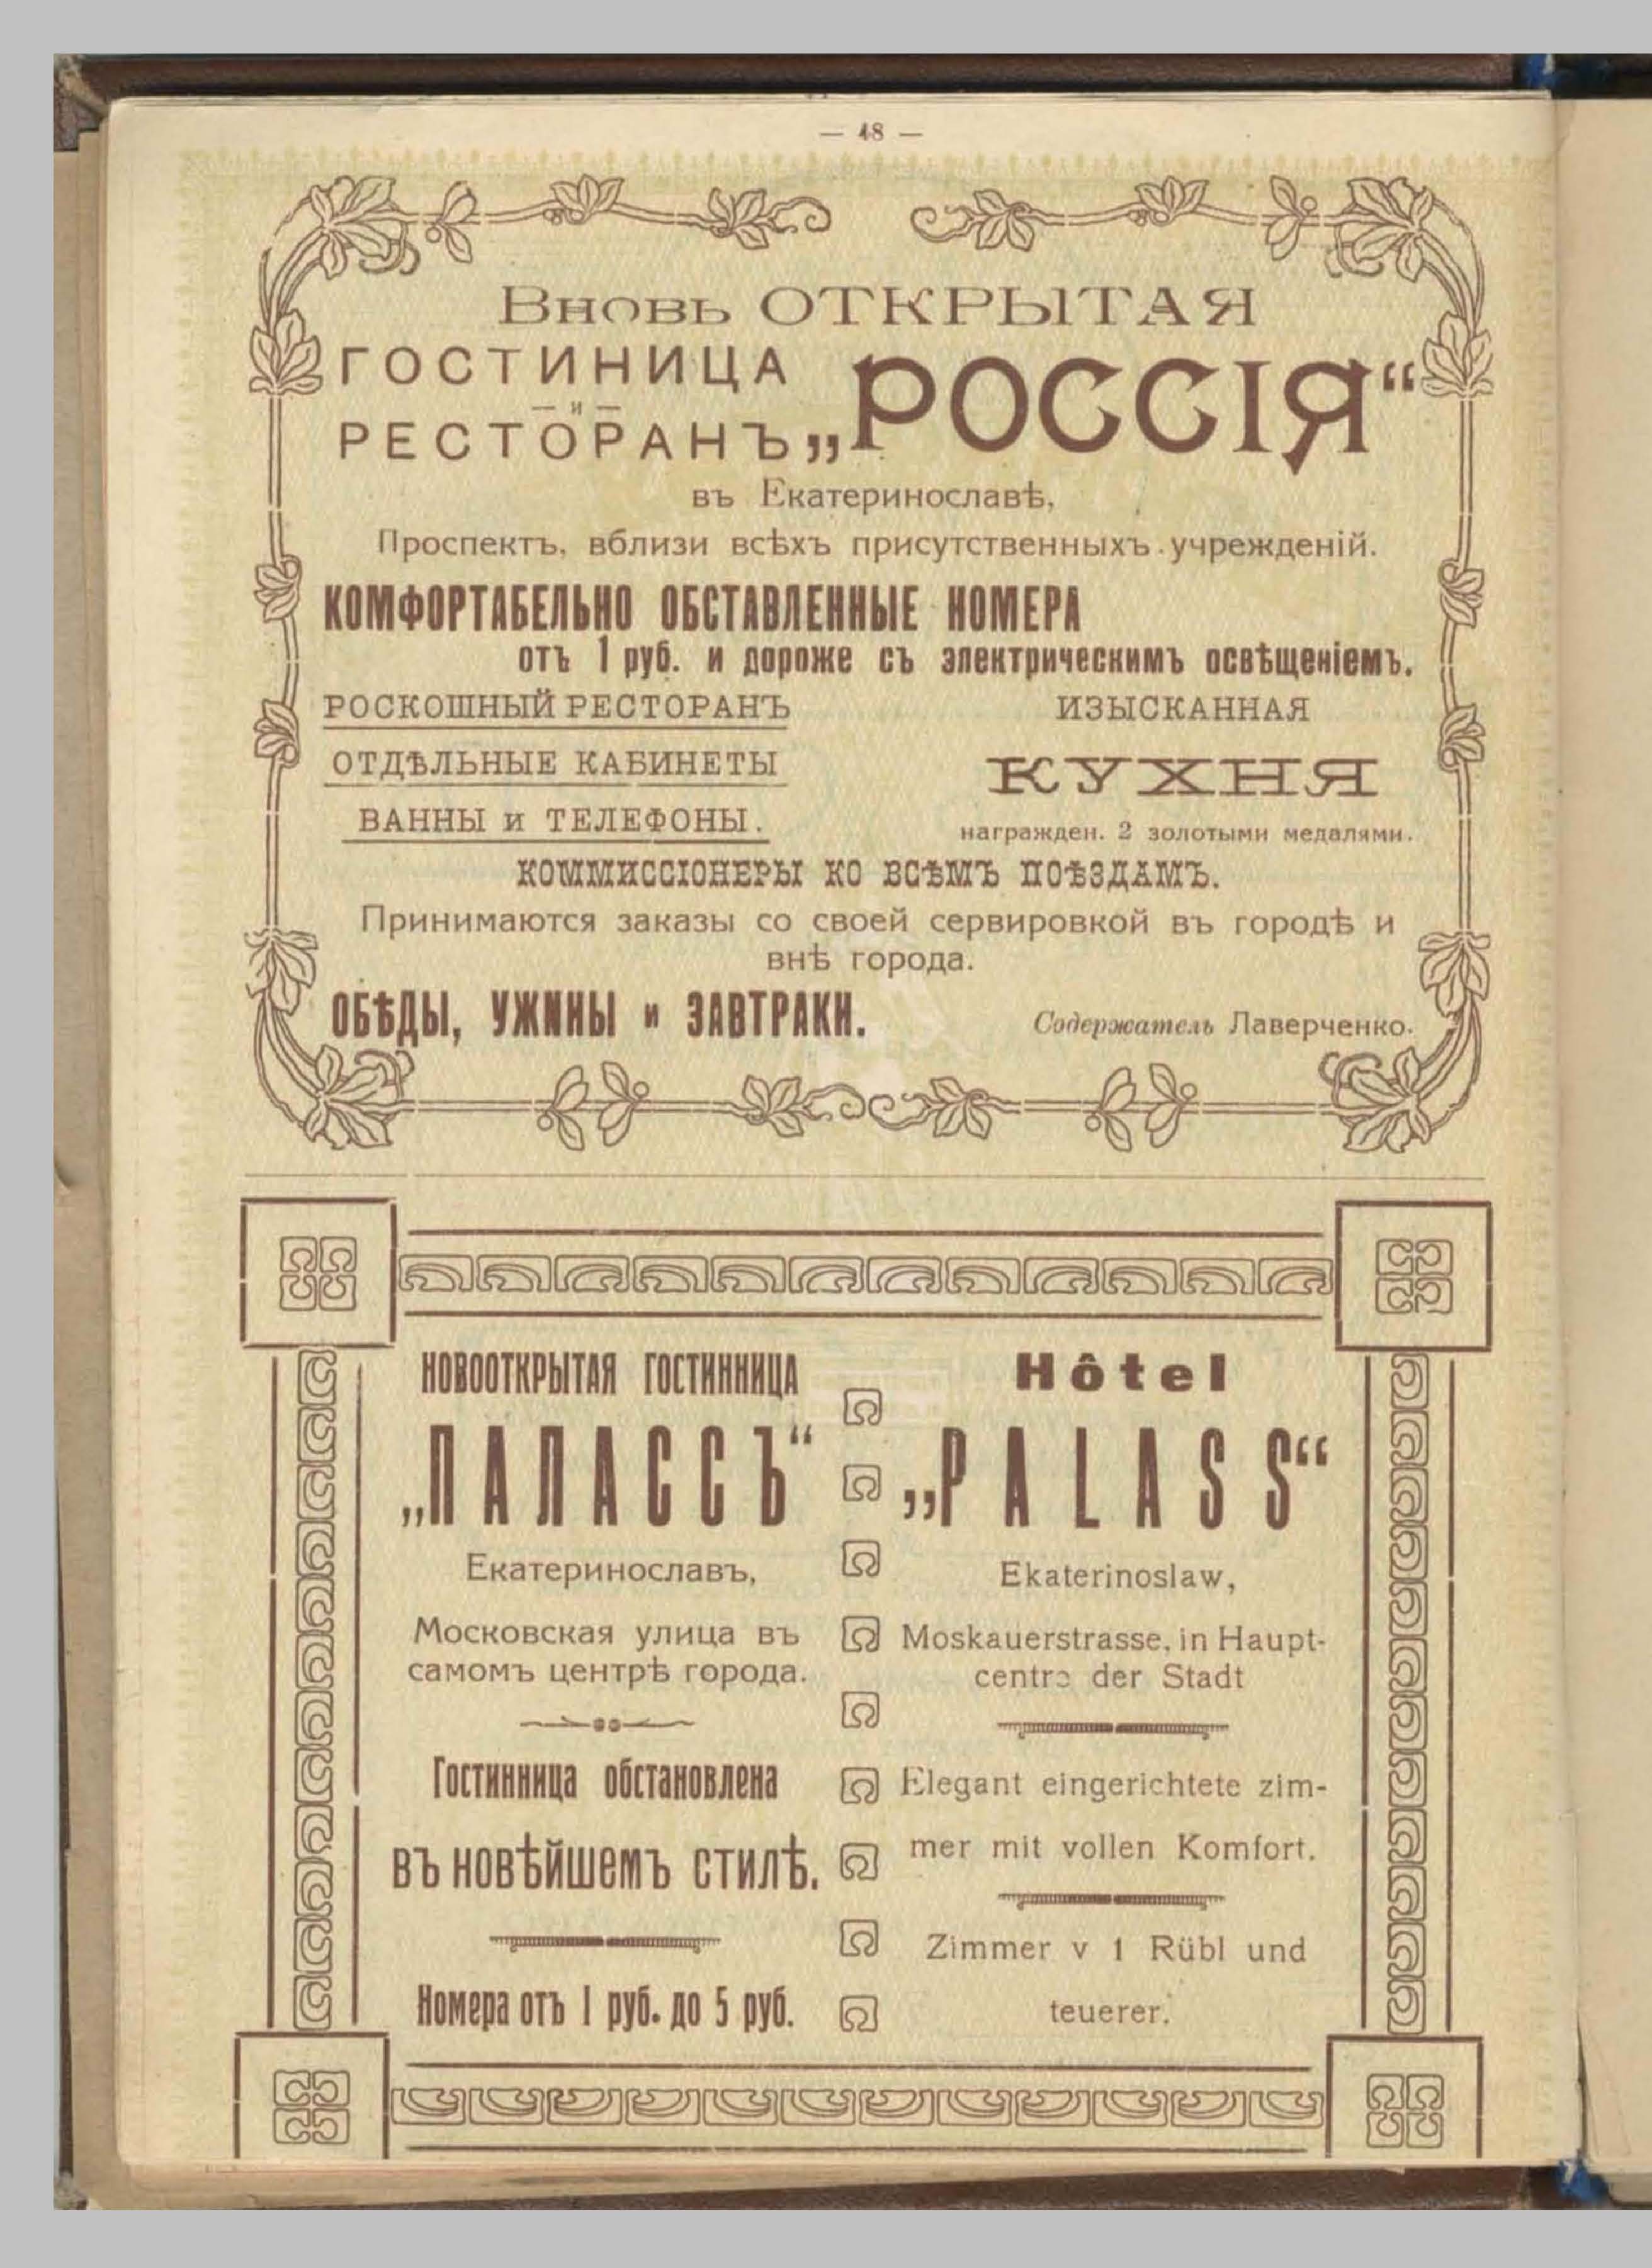 — 48 —
Вновь ОТКРЫТАЯ
ГОСТИНИЦА
— и —
РЕСТОРАНЪ „РОССІЯ“
въ Екатеринославѣ,
Проспектъ, вблизи всѣхъ присутственныхъ учрежденій.
КОМФОРТАБЕЛЬНО ОБСТАВЛЕННЫЕ НОМЕРА
отъ 1 руб. и дороже съ электрическимъ освѣщеніемъ.
РОСКОШНЫЙ РЕСТОРАНЪ
ОТДѢЛЬНЫЕ КАБИНЕТЫ
ВАННЫ и ТЕЛЕФОНЫ.
ИЗЫСКАННАЯ
КУХНЯ
награжден. 2 золотыми медалями.
КОММИССІОНЕРЫ КО ВСѢМЪ ПОѢЗДАМЪ.
Принимаются заказы со своей сервировкой въ городѣ и
внѣ города.
ОБѢДЫ, УЖИНЫ и ЗАВТРАКИ.
Содержатель Лаверченко.
НОВООТКРЫТАЯ ГОСТИННИЦА
„ПАЛАССЪ“
Екатеринославъ,
Московская улица въ
самомъ центрѣ города.
Гостинница обстановлена
въ новѣйшемъ стилѣ.
Номера отъ 1 руб. до 5 руб.
Hôtel
„PALASS“
Ekaterinoslaw,
Moskauerstrasse, in Haupt-
centre der Stadt
Elegant eingerichtete zim-
mer mit vollen Komfort.
Zimmer v 1 Rübl und
teuerer.